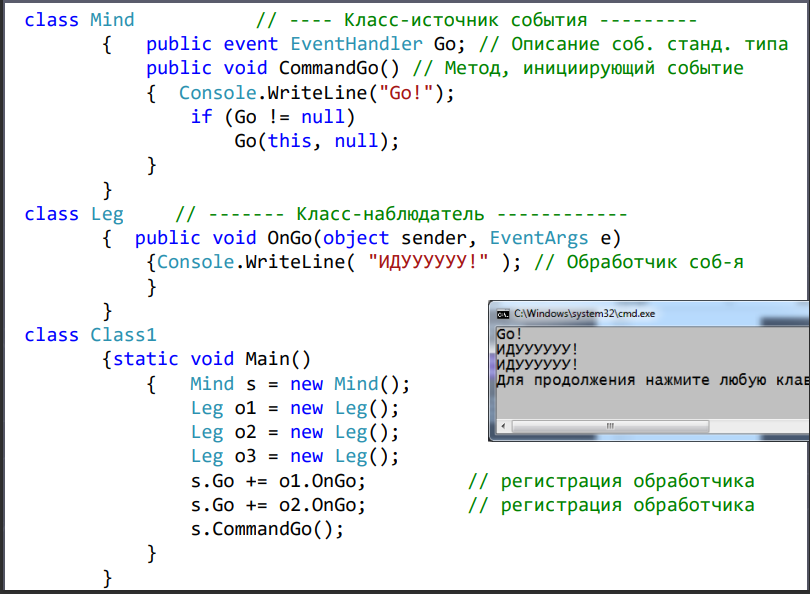 class Mind // ---- Класс-источник события ---------
{ public event EventHandler Go; // Описание соб. станд. типа
public void CommandGo() // Метод, инициирующий событие
{ Console.WriteLine("Go!");
if (Go != null)
Go(this, null);
}
}
class Leg // ------- Класс-наблюдатель ------------
{ public void OnGo(object sender, EventArgs e)
{Console.WriteLine( "ИДУУУУУУ!" ); // Обработчик соб-я
}
}
class Class1
{static void Main()
{ Mind s = new Mind();
Leg o1 = new Leg();
Leg o2 = new Leg();
Leg o3 = new Leg();
s.Go += o1.OnGo; // регистрация обработчика
s.Go += o2.OnGo; // регистрация обработчика
s.CommandGo();
}
}
C:\Windows\system32\cmd.exe
Go!
ИДУУУУУУ!
ИДУУУУУУ!
Для продолжения нажмите любую клав